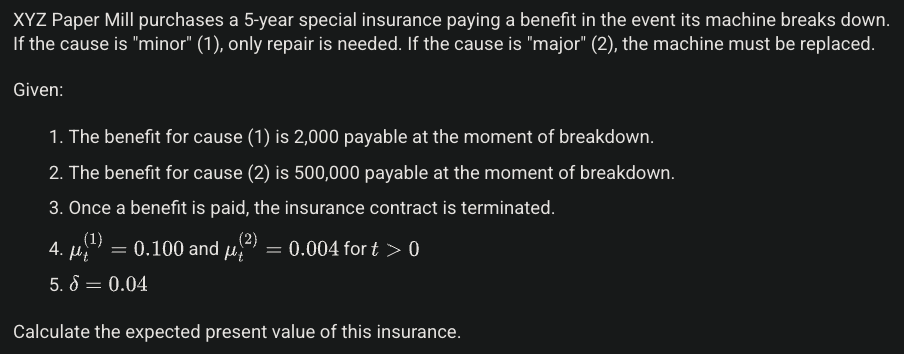 XYZ Paper Mill purchases a 5-year special insurance paying a benefit in the event its machine breaks down.
If the cause is "minor" (1), only repair is needed. If the cause is "major" (2), the machine must be replaced.
Given:
1. The benefit for cause (1) is 2,000 payable at the moment of breakdown.
2. The benefit for cause (2) is 500,000 payable at the moment of breakdown.
3. Once a benefit is paid, the insurance contract is terminated.
4. μ_t^(1) = 0.100 and μ_t^(2) = 0.004 for t > 0
5. δ = 0.04
Calculate the expected present value of this insurance.